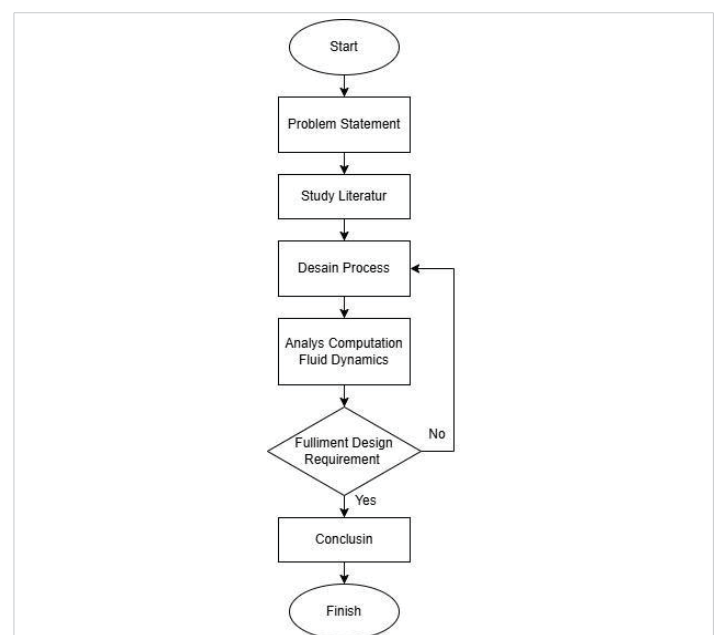 Start
Problem Statement
Study Literatur
Desain Process
Analys Computation
Fluid Dynamics
Fulliment Design
Requirement
No
Yes
Conclusin
Finish